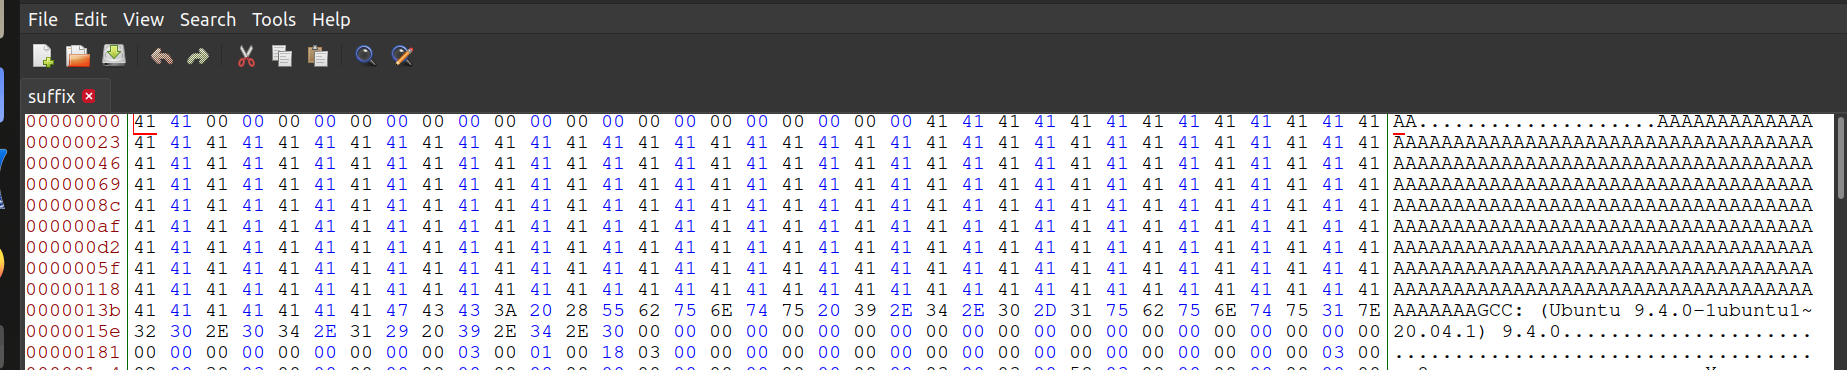 File Edit View Search Tools Help
suffix
00000000 41 41 00 00 00 00 00 00 00 00 00 00 00 00 00 00 00 00 00 00 00 00 41 41 41 41 41 41 41 41 41 41 41 41 41 AA....................AAAAAAAAAAAAA
00000023 41 41 41 41 41 41 41 41 41 41 41 41 41 41 41 41 41 41 41 41 41 41 41 41 41 41 41 41 41 41 41 41 41 41 41 AAAAAAAAAAAAAAAAAAAAAAAAAAAAAAAAAAA
00000046 41 41 41 41 41 41 41 41 41 41 41 41 41 41 41 41 41 41 41 41 41 41 41 41 41 41 41 41 41 41 41 41 41 41 41 AAAAAAAAAAAAAAAAAAAAAAAAAAAAAAAAAAA
00000069 41 41 41 41 41 41 41 41 41 41 41 41 41 41 41 41 41 41 41 41 41 41 41 41 41 41 41 41 41 41 41 41 41 41 41 AAAAAAAAAAAAAAAAAAAAAAAAAAAAAAAAAAA
0000008c 41 41 41 41 41 41 41 41 41 41 41 41 41 41 41 41 41 41 41 41 41 41 41 41 41 41 41 41 41 41 41 41 41 41 41 AAAAAAAAAAAAAAAAAAAAAAAAAAAAAAAAAAA
000000af 41 41 41 41 41 41 41 41 41 41 41 41 41 41 41 41 41 41 41 41 41 41 41 41 41 41 41 41 41 41 41 41 41 41 41 AAAAAAAAAAAAAAAAAAAAAAAAAAAAAAAAAAA
000000d2 41 41 41 41 41 41 41 41 41 41 41 41 41 41 41 41 41 41 41 41 41 41 41 41 41 41 41 41 41 41 41 41 41 41 41 AAAAAAAAAAAAAAAAAAAAAAAAAAAAAAAAAAA
0000005f 41 41 41 41 41 41 41 41 41 41 41 41 41 41 41 41 41 41 41 41 41 41 41 41 41 41 41 41 41 41 41 41 41 41 41 AAAAAAAAAAAAAAAAAAAAAAAAAAAAAAAAAAA
00000118 41 41 41 41 41 41 41 41 41 41 41 41 41 41 41 41 41 41 41 41 41 41 41 41 41 41 41 41 41 41 41 41 41 41 41 AAAAAAAAAAAAAAAAAAAAAAAAAAAAAAAAAAA
0000013b 41 41 41 41 41 41 41 47 43 43 3A 20 28 55 62 75 6E 74 75 20 39 2E 34 2E 30 2D 31 75 62 75 6E 74 75 31 7E AAAAAAAGCC: (Ubuntu 9.4.0-1ubuntu1~
0000015e 32 30 2E 30 34 2E 31 29 20 39 2E 34 2E 30 00 00 00 00 00 00 00 00 00 00 00 00 00 00 00 00 00 00 00 00 00 20.04.1) 9.4.0.....................
00000181 00 00 00 00 00 00 00 00 00 03 00 01 00 18 03 00 00 00 00 00 00 00 00 00 00 00 00 00 00 00 00 00 00 03 00 ...................................